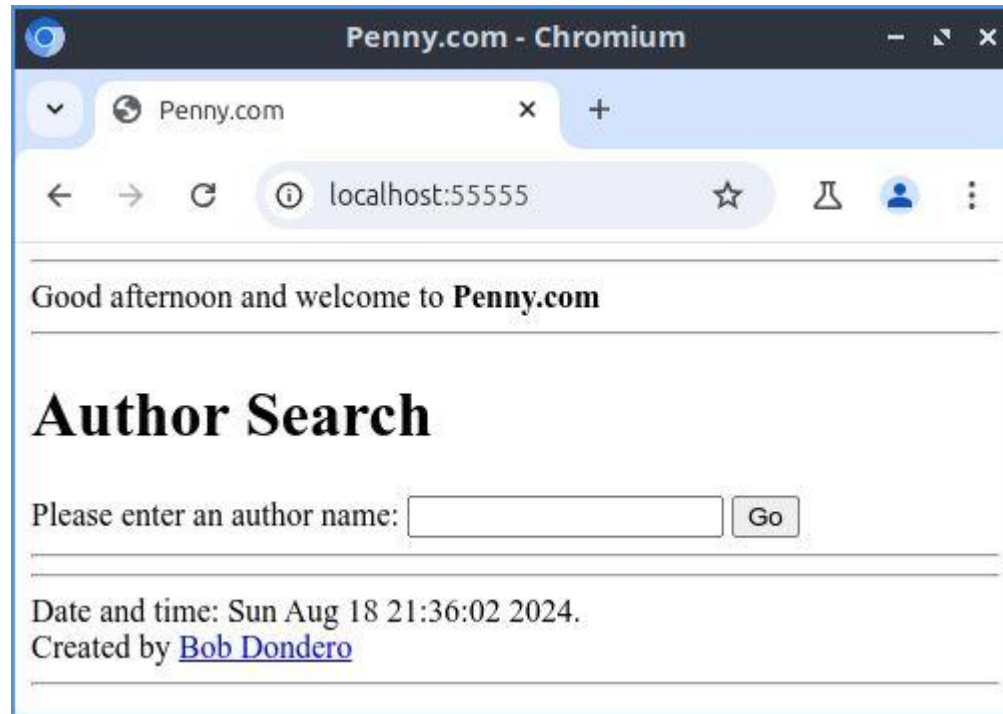 Penny.com - Chromium
Penny.com
localhost:55555
Good afternoon and welcome to Penny.com
Author Search
Please enter an author name: Go
Date and time: Sun Aug 18 21:36:02 2024.
Created by Bob Dondero